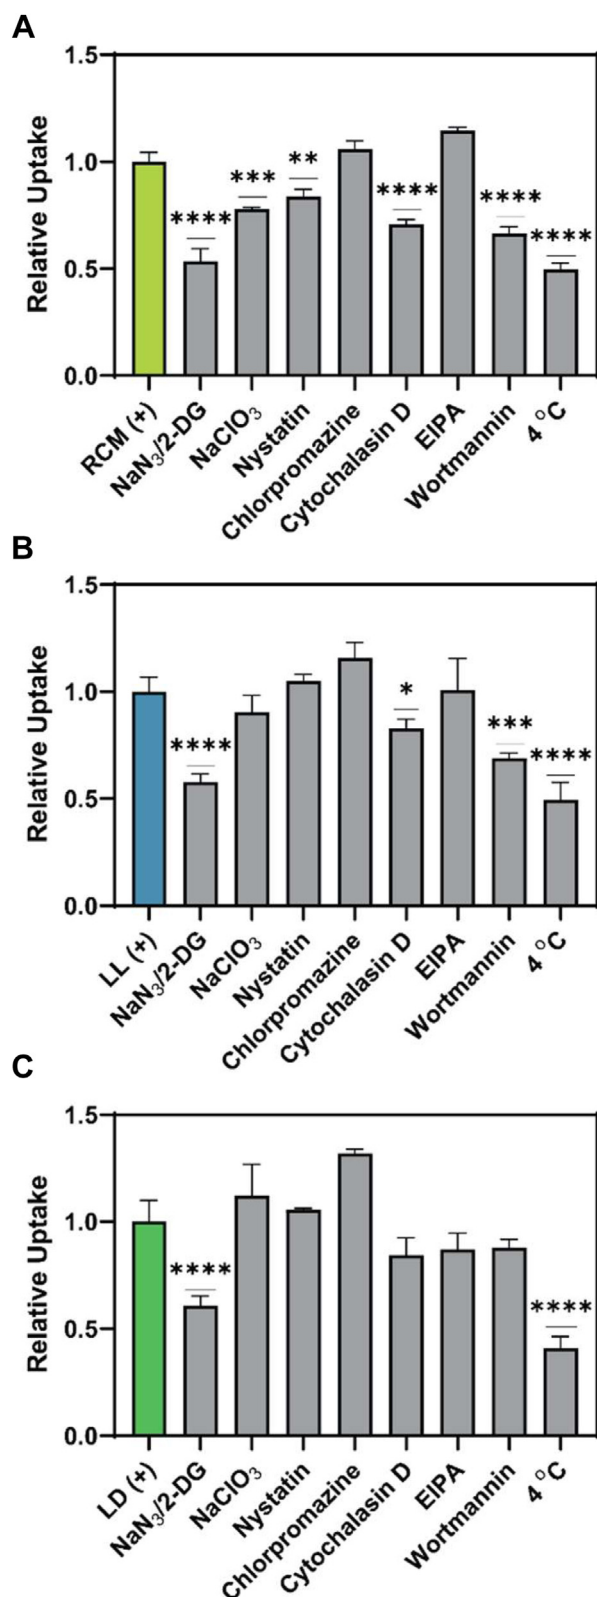 A
Relative Uptake
1.5
1.0
0.5
0.0
****
***
**
****
****
****
RCM (+)
NaN₃/2-DG
NaClO₃
Nystatin
Chlorpromazine
Cytochalasin D
EIPA
Wortmannin
4 °C
B
Relative Uptake
1.5
1.0
0.5
0.0
****
*
***
****
LL (+)
NaN₃/2-DG
NaClO₃
Nystatin
Chlorpromazine
Cytochalasin D
EIPA
Wortmannin
4 °C
C
Relative Uptake
1.5
1.0
0.5
0.0
****
****
LD (+)
NaN₃/2-DG
NaClO₃
Nystatin
Chlorpromazine
Cytochalasin D
EIPA
Wortmannin
4 °C